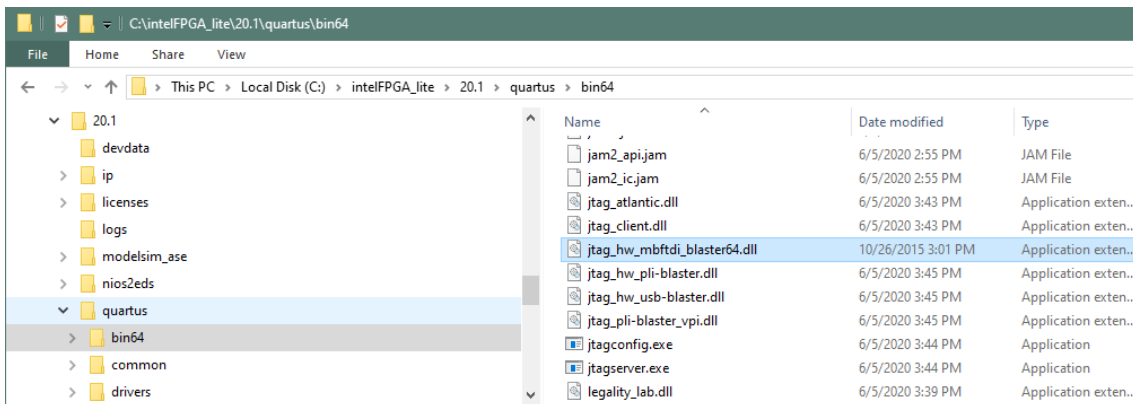 C:\intelFPGA_lite\20.1\quartus\bin64
File Home Share View
This PC > Local Disk (C:) > intelFPGA_lite > 20.1 > quartus > bin64
20.1
devdata
ip
licenses
logs
modelsim_ase
nios2eds
quartus
bin64
common
drivers
Name Date modified Type
jam2_api.jam 6/5/2020 2:55 PM JAM File
jam2_ic.jam 6/5/2020 2:55 PM JAM File
jtag_atlantic.dll 6/5/2020 3:43 PM Application exten...
jtag_client.dll 6/5/2020 3:43 PM Application exten...
jtag_hw_mbftdi_blaster64.dll 10/26/2015 3:01 PM Application exten...
jtag_hw_pli-blaster.dll 6/5/2020 3:45 PM Application exten...
jtag_hw_usb-blaster.dll 6/5/2020 3:45 PM Application exten...
jtag_pli-blaster_vpi.dll 6/5/2020 3:45 PM Application exten...
jtagconfig.exe 6/5/2020 3:44 PM Application
jtagserver.exe 6/5/2020 3:44 PM Application
legality_lab.dll 6/5/2020 3:39 PM Application exten...